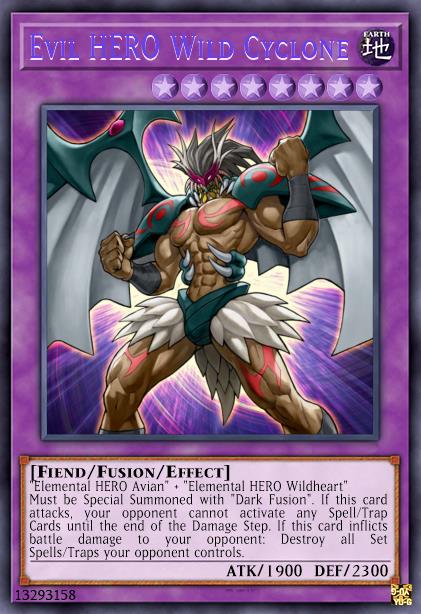 Evil HERO Wild Cyclone
EARTH
地
[Fiend/Fusion/Effect]
"Elemental HERO Avian" + "Elemental HERO Wildheart"
Must be Special Summoned with "Dark Fusion". If this card
attacks, your opponent cannot activate any Spell/Trap
Cards until the end of the Damage Step. If this card inflicts
battle damage to your opponent: Destroy all Set
Spells/Traps your opponent controls.
ATK/1900 DEF/2300
13293158